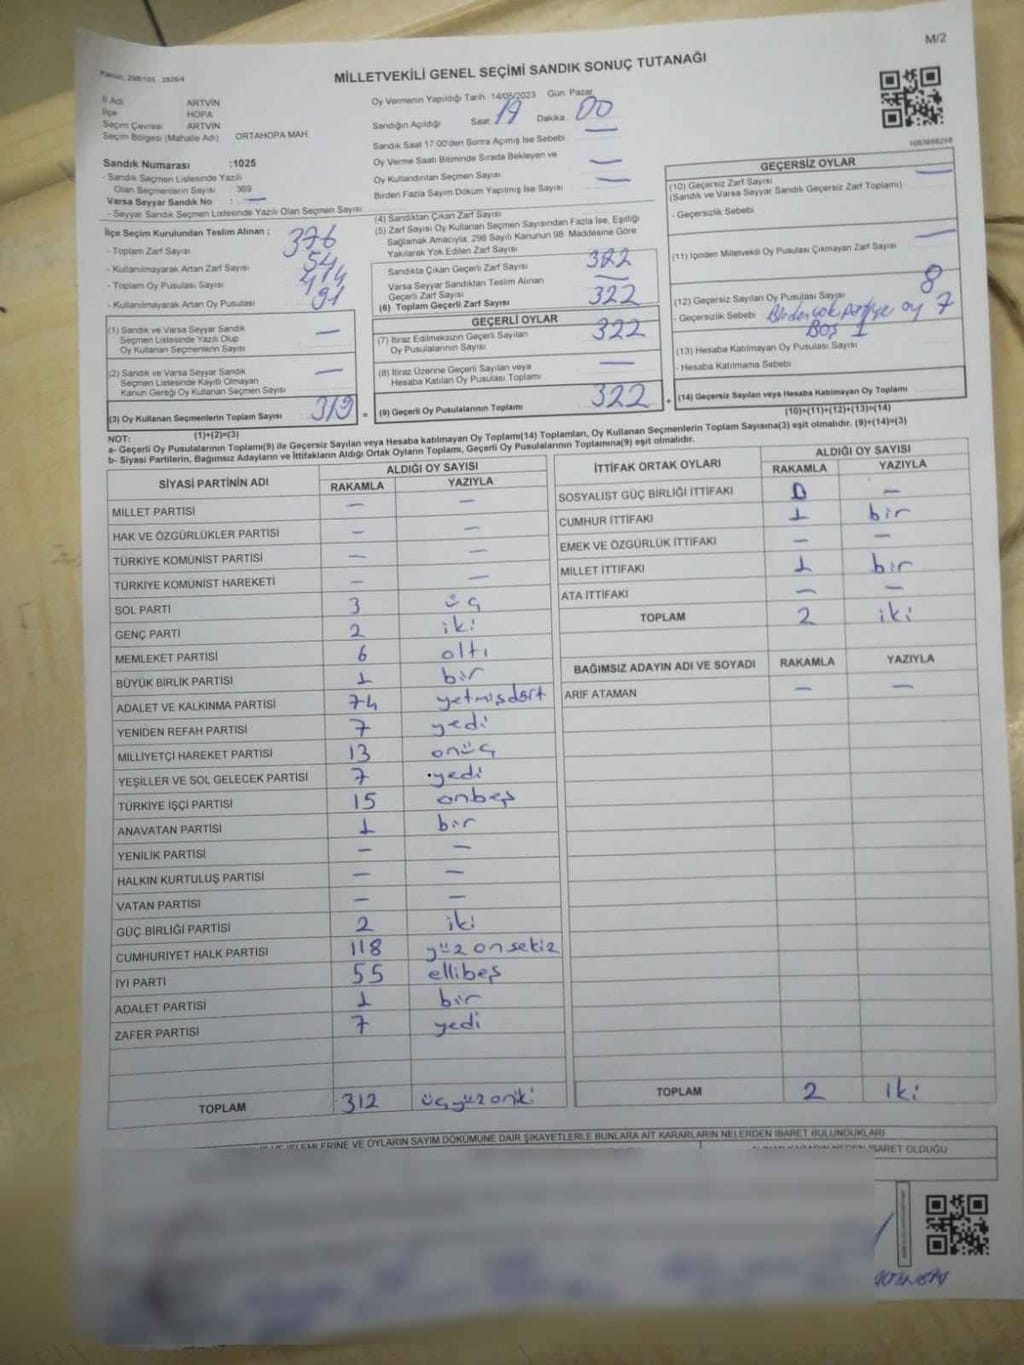 M/2
MİLLETVEKİLİ GENEL SEÇİMİ SANDIK SONUÇ TUTANAĞI
İl Adı ARTVİN
İlçe HOPA
Seçim Çevresi ARTVİN
Seçim Bölgesi (Mahalle Adı) ORTAHOPA MAH.
Sandık Numarası :1025
- Sandık Seçmen Listesinde Yazılı
Olan Seçmenlerin Sayısı : 369
Varsa Seyyar Sandık No : —
- Seyyar Sandık Seçmen Listesinde Yazılı Olan Seçmen Sayısı
Oy Vermenin Yapıldığı Tarih :14/05/2023 Gün: Pazar
Sandığın Açıldığı Saat 19 Dakika 00
Sandık Saat 17:00'den Sonra Açılmış İse Sebebi —
Oy Verme Saati Bitiminde Sırada Bekleyen ve
Oy Kullandırılan Seçmen Sayısı —
Birden Fazla Sayım Döküm Yapılmış İse Sayısı —
İlçe Seçim Kurulundan Teslim Alınan :
- Toplam Zarf Sayısı 376
- Kullanılmayarak Artan Zarf Sayısı 54
- Toplam Oy Pusulası Sayısı 414
- Kullanılmayarak Artan Oy Pusulası 91
(1) Sandık ve Varsa Seyyar Sandık
Seçmen Listesinde Yazılı Olup
Oy Kullanan Seçmenlerin Sayısı —
(2) Sandık ve Varsa Seyyar Sandık
Seçmen Listesinde Kayıtlı Olmayan
Kanun Gereği Oy Kullanan Seçmen Sayısı —
(3) Oy Kullanan Seçmenlerin Toplam Sayısı 319 =
(1)+(2)=(3)
(4) Sandıktan Çıkan Zarf Sayısı
(5) Zarf Sayısı Oy Kullanan Seçmen Sayısından Fazla İse, Eşitliği
Sağlamak Amacıyla, 298 Sayılı Kanunun 98. Maddesine Göre
Yakılarak Yok Edilen Zarf Sayısı
Sandıkta Çıkan Geçerli Zarf Sayısı 322
Varsa Seyyar Sandıktan Teslim Alınan
Geçerli Zarf Sayısı —
(6) Toplam Geçerli Zarf Sayısı 322
GEÇERLİ OYLAR
(7) İtiraz Edilmeksizin Geçerli Sayılan
Oy Pusulalarının Sayısı 322
(8) İtiraz Üzerine Geçerli Sayılan veya
Hesaba Katılan Oy Pusulası Toplamı —
(9) Geçerli Oy Pusulalarının Toplamı 322 +
GEÇERSİZ OYLAR
(10) Geçersiz Zarf Sayısı
(Sandık ve Varsa Seyyar Sandık Geçersiz Zarf Toplamı) —
- Geçersizlik Sebebi
(11) İçinden Milletvekili Oy Pusulası Çıkmayan Zarf Sayısı —
(12) Geçersiz Sayılan Oy Pusulası Sayısı 8
- Geçersizlik Sebebi Birden çok partiye oy 7
Boş 1
(13) Hesaba Katılmayan Oy Pusulası Sayısı
- Hesaba Katılmama Sebebi
(14) Geçersiz Sayılan veya Hesaba Katılmayan Oy Toplamı
(10)+(11)+(12)+(13)=(14)
NOT:
a- Geçerli Oy Pusulalarının Toplamı(9) ile Geçersiz Sayılan veya Hesaba katılmayan Oy Toplamı(14) Toplamları, Oy Kullanan Seçmenlerin Toplam Sayısına(3) eşit olmalıdır. (9)+(14)=(3)
b- Siyasi Partilerin, Bağımsız Adayların ve İttifakların Aldığı Ortak Oyların Toplamı, Geçerli Oy Pusulalarının Toplamına(9) eşit olmalıdır.
SİYASİ PARTİNİN ADI ALDIĞI OY SAYISI
RAKAMLA YAZIYLA
MİLLET PARTİSİ — —
HAK VE ÖZGÜRLÜKLER PARTİSİ — —
TÜRKİYE KOMÜNİST PARTİSİ — —
TÜRKİYE KOMÜNİST HAREKETİ — —
SOL PARTİ 3 üç
GENÇ PARTİ 2 iki
MEMLEKET PARTİSİ 6 altı
BÜYÜK BİRLİK PARTİSİ 1 bir
ADALET VE KALKINMA PARTİSİ 74 yetmişdört
YENİDEN REFAH PARTİSİ 7 yedi
MİLLİYETÇİ HAREKET PARTİSİ 13 onüç
YEŞİLLER VE SOL GELECEK PARTİSİ 7 yedi
TÜRKİYE İŞÇİ PARTİSİ 15 onbeş
ANAVATAN PARTİSİ 1 bir
YENİLİK PARTİSİ — —
HALKIN KURTULUŞ PARTİSİ — —
VATAN PARTİSİ — —
GÜÇ BİRLİĞİ PARTİSİ 2 iki
CUMHURİYET HALK PARTİSİ 118 yüz onsekiz
İYİ PARTİ 55 ellibeş
ADALET PARTİSİ 1 bir
ZAFER PARTİSİ 7 yedi
TOPLAM 312 üçyüz oniki
İTTİFAK ORTAK OYLARI ALDIĞI OY SAYISI
RAKAMLA YAZIYLA
SOSYALİST GÜÇ BİRLİĞİ İTTİFAKI 0 —
CUMHUR İTTİFAKI 1 bir
EMEK VE ÖZGÜRLÜK İTTİFAKI — —
MİLLET İTTİFAKI 1 bir
ATA İTTİFAKI — —
TOPLAM 2 iki
BAĞIMSIZ ADAYIN ADI VE SOYADI RAKAMLA YAZIYLA
ARİF ATAMAN — —
TOPLAM 2 iki
İŞLEMLERİNE VE OYLARIN SAYIM DÖKÜMÜNE DAİR ŞİKAYETLERLE BUNLARA AİT KARARLARIN NELERDEN İBARET BULUNDUKLARI
İBARET OLDUĞU